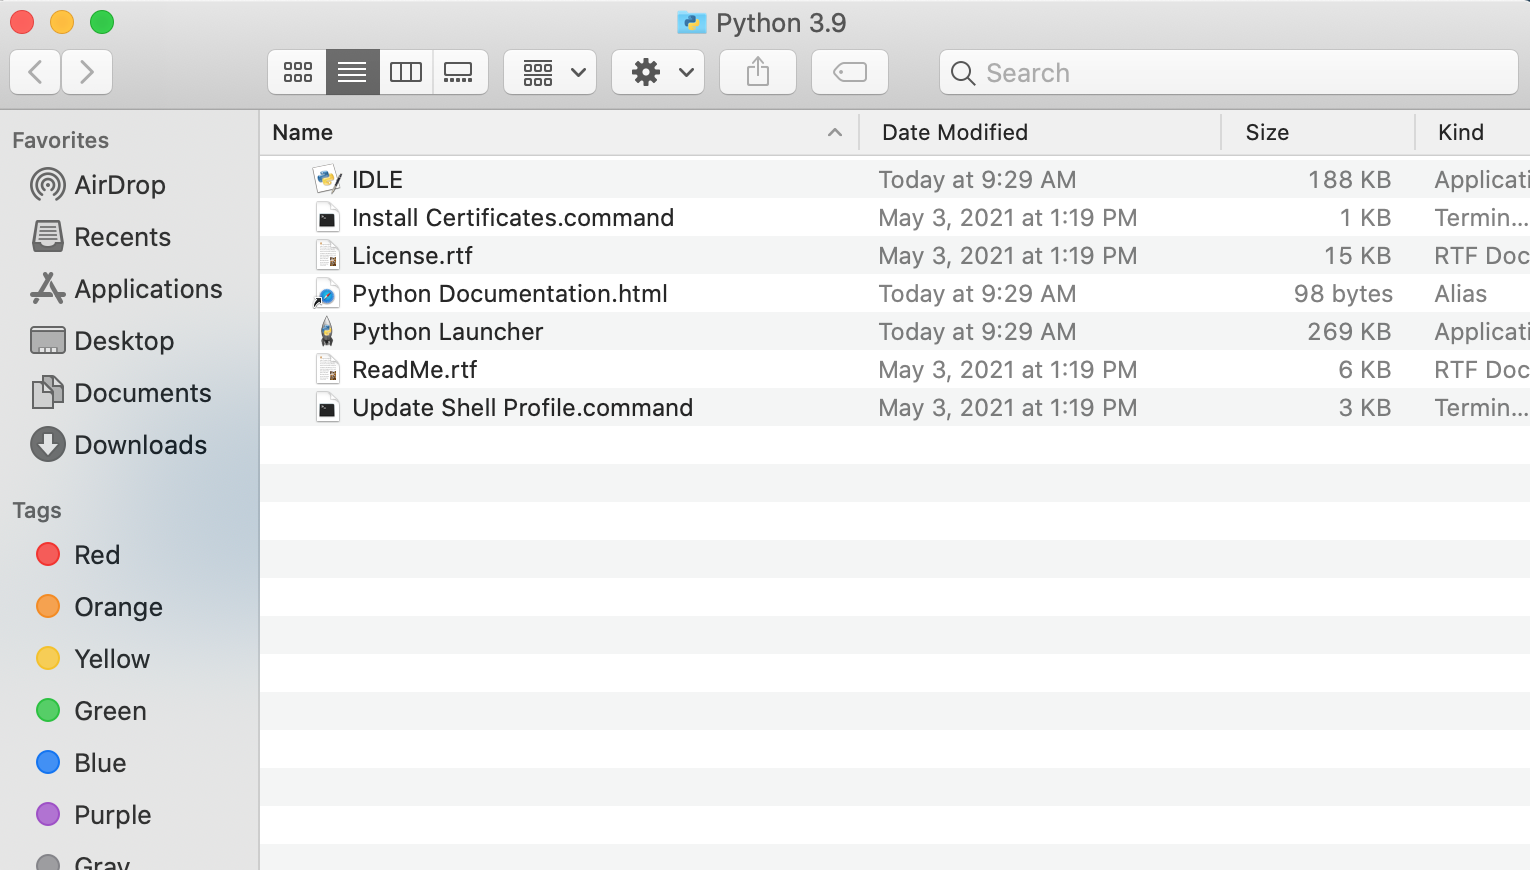 Python 3.9
Search
Favorites
AirDrop
Recents
Applications
Desktop
Documents
Downloads
Tags
Red
Orange
Yellow
Green
Blue
Purple
Gray
Name Date Modified Size Kind
IDLE Today at 9:29 AM 188 KB Applicati
Install Certificates.command May 3, 2021 at 1:19 PM 1 KB Termin...
License.rtf May 3, 2021 at 1:19 PM 15 KB RTF Doc
Python Documentation.html Today at 9:29 AM 98 bytes Alias
Python Launcher Today at 9:29 AM 269 KB Applicati
ReadMe.rtf May 3, 2021 at 1:19 PM 6 KB RTF Doc
Update Shell Profile.command May 3, 2021 at 1:19 PM 3 KB Termin...